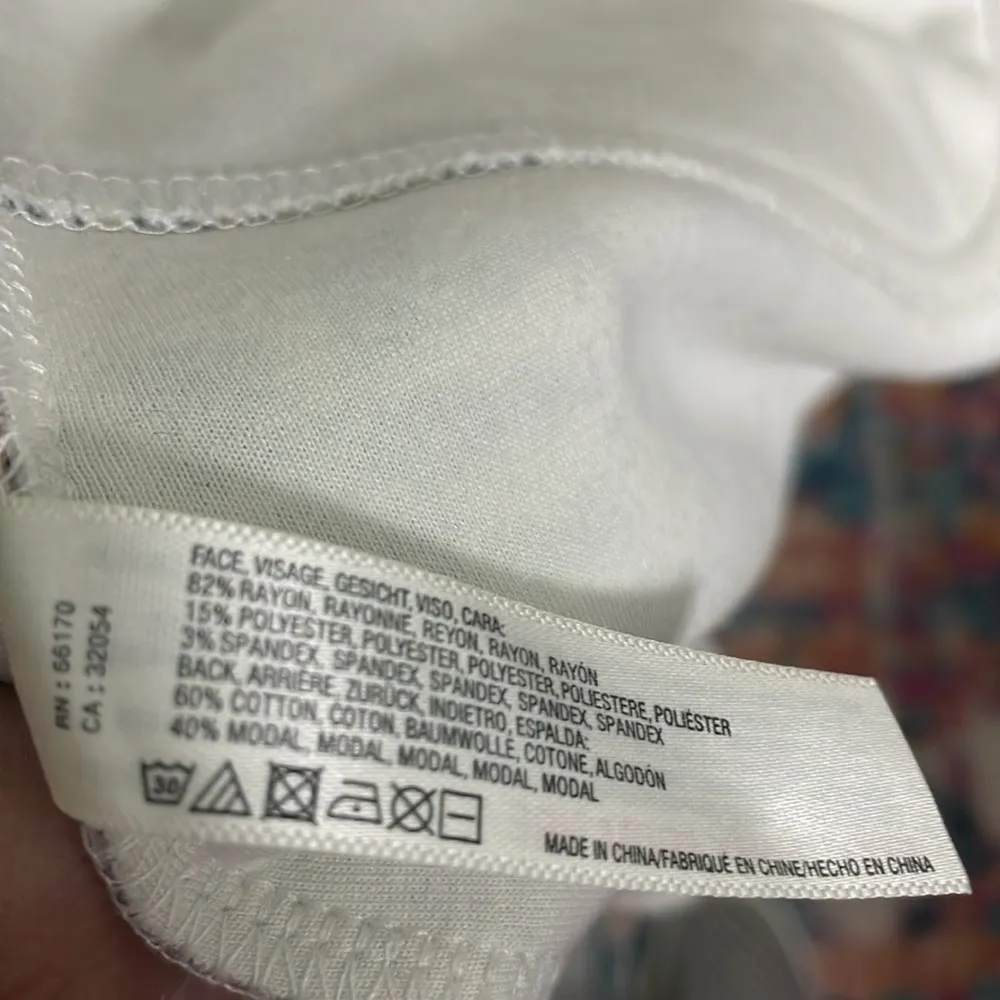 RN : 66170
CA : 32054
FACE, VISAGE, GESICHT, VISO, CARA:
82% RAYON, RAYONNE, REYON, RAYON, RAYÓN
15% POLYESTER, POLYESTER, POLYESTER, POLIESTERE, POLIÉSTER
3% SPANDEX, SPANDEX, SPANDEX, SPANDEX, SPANDEX
BACK, ARRIÈRE, ZURÜCK, INDIETRO, ESPALDA:
60% COTTON, COTON, BAUMWOLLE, COTONE, ALGODÓN
40% MODAL, MODAL, MODAL, MODAL, MODAL
30
MADE IN CHINA/FABRIQUÉ EN CHINE/HECHO EN CHINA